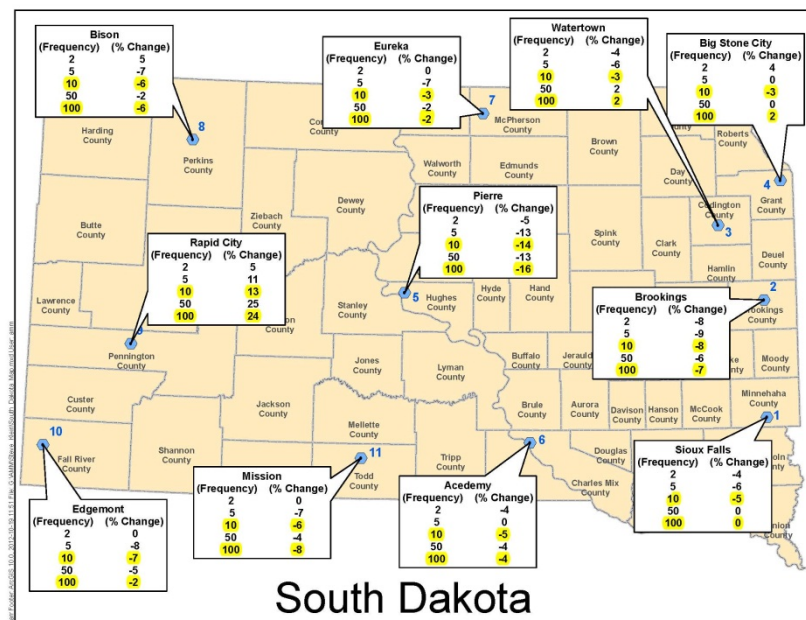 Bison
(Frequency) (% Change)
2 5
5 -7
10 -6
50 -2
100 -6
Eureka
(Frequency) (% Change)
2 0
5 -7
10 -3
50 -2
100 -2
Watertown
(Frequency) (% Change)
2 -4
5 -6
10 -3
50 2
100 2
Big Stone City
(Frequency) (% Change)
2 4
5 0
10 -3
50 0
100 2
7
8
4
3
Harding
County
Perkins
County
McPherson
County
Brown
County
Roberts
County
Walworth
County
Edmunds
County
Day
County
Grant
County
Codington
County
Butte
County
Ziebach
County
Dewey
County
Spink
County
Clark
County
Hamlin
Deuel
County
Pierre
(Frequency) (% Change)
2 -5
5 -13
10 -14
50 -13
100 -16
5
Rapid City
(Frequency) (% Change)
2 5
5 11
10 13
50 25
100 24
2
Brookings
(Frequency) (% Change)
2 -8
5 -9
10 -8
50 -6
100 -7
Lawrence
County
Stanley
County
Hughes
County
Hyde
County
Hand
County
Pennington
County
Jones
County
Lyman
County
Buffalo
County
Jerauld
Moody
County
Custer
County
Jackson
County
Mellette
County
Brule
County
Aurora
County
Davison
County
Hanson
County
McCook
County
Minnehaha
County
1
10
Fall River
County
Shannon
County
11
Todd
County
Tripp
County
6
Douglas
Charles Mix
County
Sioux Falls
(Frequency) (% Change)
2 -4
5 -6
10 -5
50 0
100 0
Mission
(Frequency) (% Change)
2 0
5 -7
10 -6
50 -4
100 -8
Acedemy
(Frequency) (% Change)
2 -4
5 0
10 -5
50 -4
100 -4
Edgemont
(Frequency) (% Change)
2 0
5 -8
10 -7
50 -5
100 -2
County
South Dakota